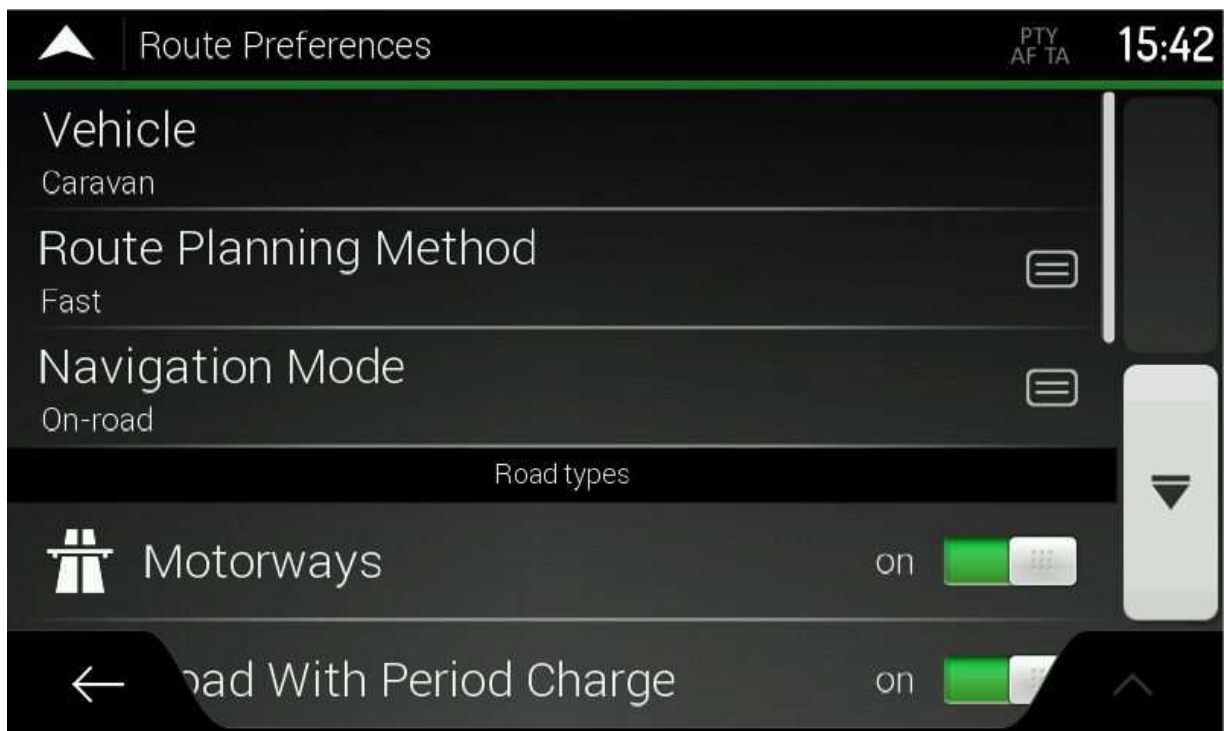 Route Preferences
PTY
AF TA
15:42
Vehicle
Caravan
Route Planning Method
Fast
Navigation Mode
On-road
Road types
Motorways
on
With Period Charge
on